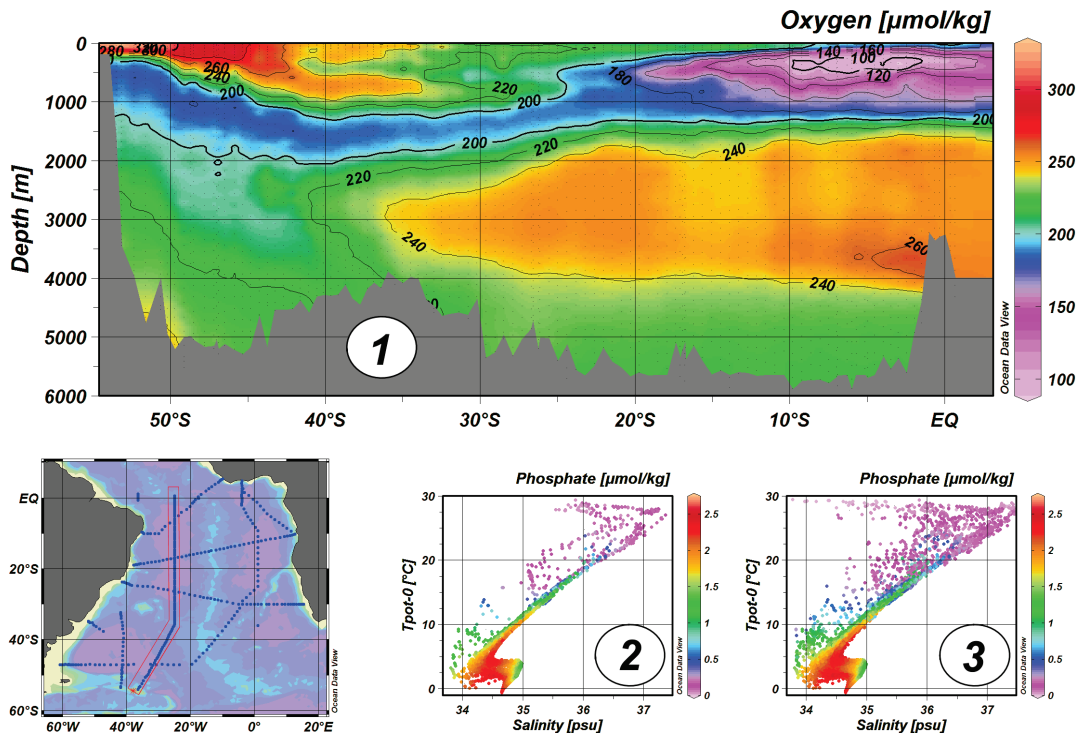 Oxygen [μmol/kg]
0
1000
2000
3000
4000
5000
6000
Depth [m]
280
260
240
200
220
200
180
140
160
100
120
200
200
220
240
220
240
260
240
1
50°S
40°S
30°S
20°S
10°S
EQ
300
250
200
150
100
Ocean Data View
EQ
20°S
40°S
60°S
60°W
40°W
20°W
0°
20°E
Ocean Data View
Phosphate [μmol/kg]
30
20
10
0
Tpot-0 [°C]
2
34
35
36
37
Salinity [psu]
2.5
2
1.5
1
0.5
0
Ocean Data View
Phosphate [μmol/kg]
30
20
10
0
Tpot-0 [°C]
3
34
35
36
37
Salinity [psu]
2.5
2
1.5
1
0.5
0
Ocean Data View